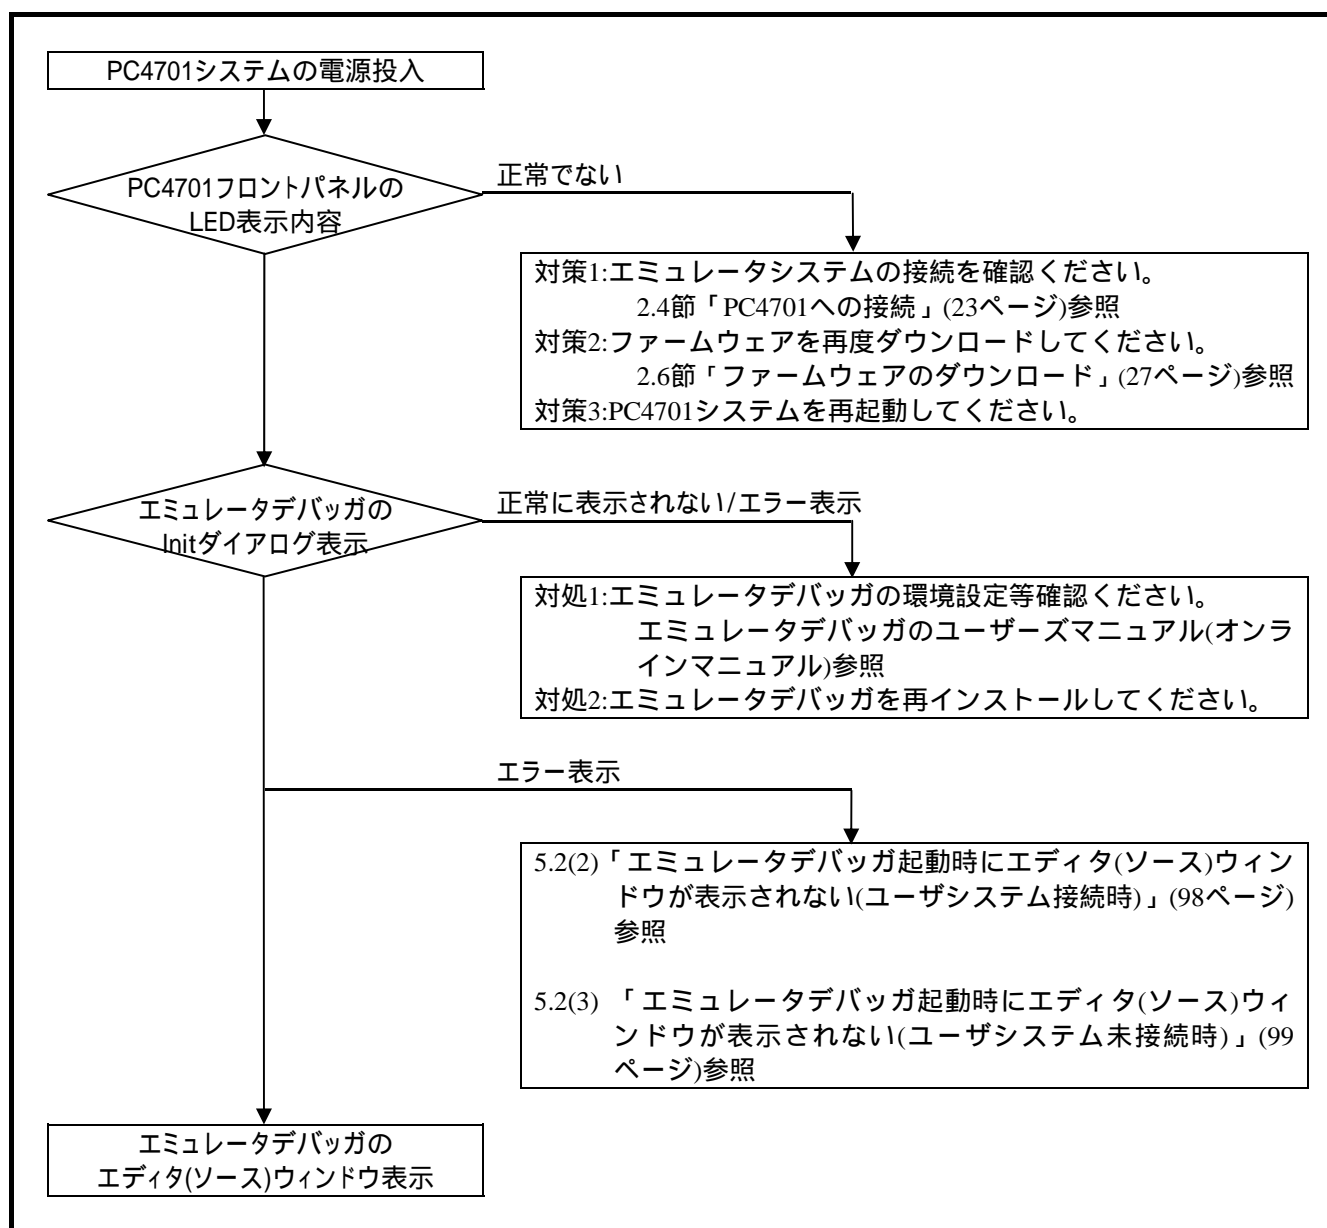 PC4701システムの電源投入
PC4701フロントパネルの
LED表示内容
正常でない
対策1:エミュレータシステムの接続を確認ください。
2.4節「PC4701への接続」(23ページ)参照
対策2:ファームウェアを再度ダウンロードしてください。
2.6節「ファームウェアのダウンロード」(27ページ)参照
対策3:PC4701システムを再起動してください。
エミュレータデバッガの
Initダイアログ表示
正常に表示されない/エラー表示
対処1:エミュレータデバッガの環境設定等確認ください。
エミュレータデバッガのユーザーズマニュアル(オンラ
インマニュアル)参照
対処2:エミュレータデバッガを再インストールしてください。
エラー表示
5.2(2)「エミュレータデバッガ起動時にエディタ(ソース)ウィン
ドウが表示されない(ユーザシステム接続時)」(98ページ)
参照
5.2(3) 「エミュレータデバッガ起動時にエディタ(ソース)ウィ
ンドウが表示されない(ユーザシステム未接続時)」(99
ページ)参照
エミュレータデバッガの
エディタ(ソース)ウィンドウ表示